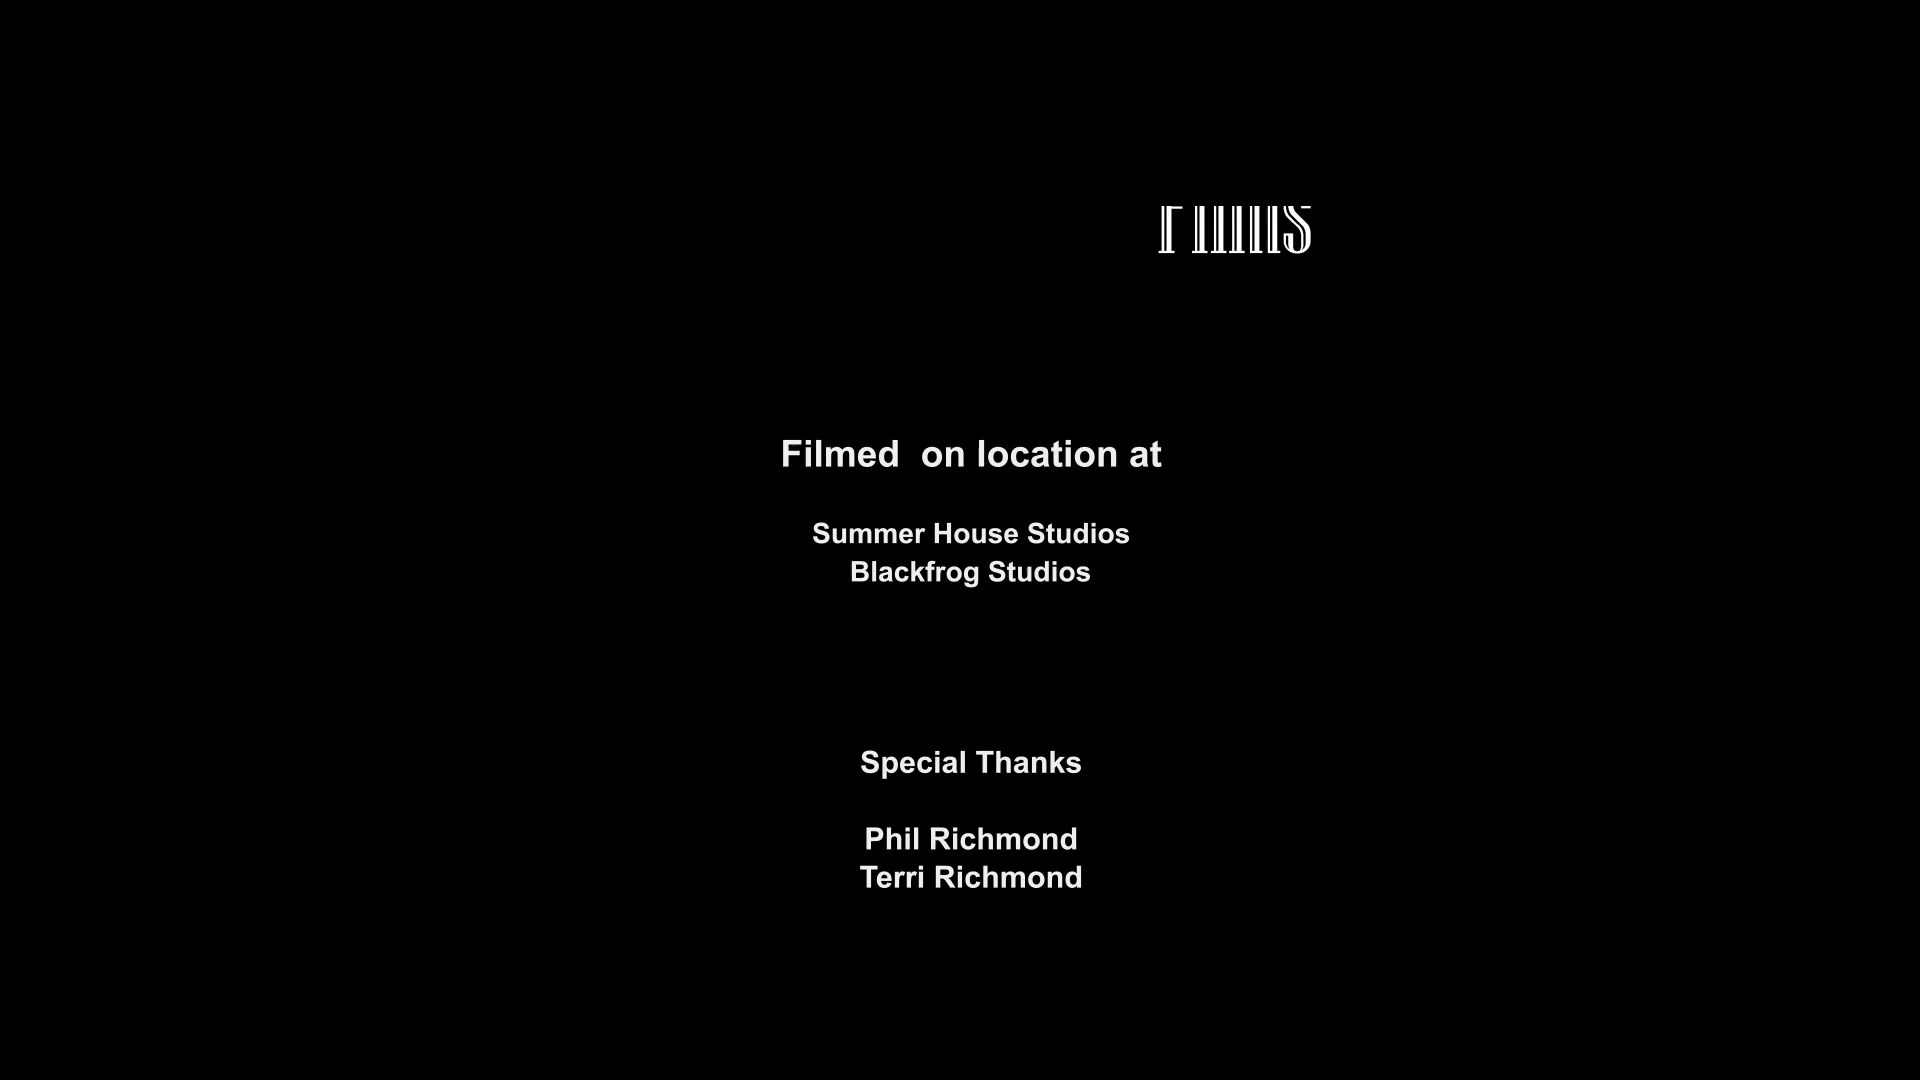 Films
Filmed  on location at
Summer House Studios
Blackfrog Studios
Special Thanks
Phil Richmond
Terri Richmond